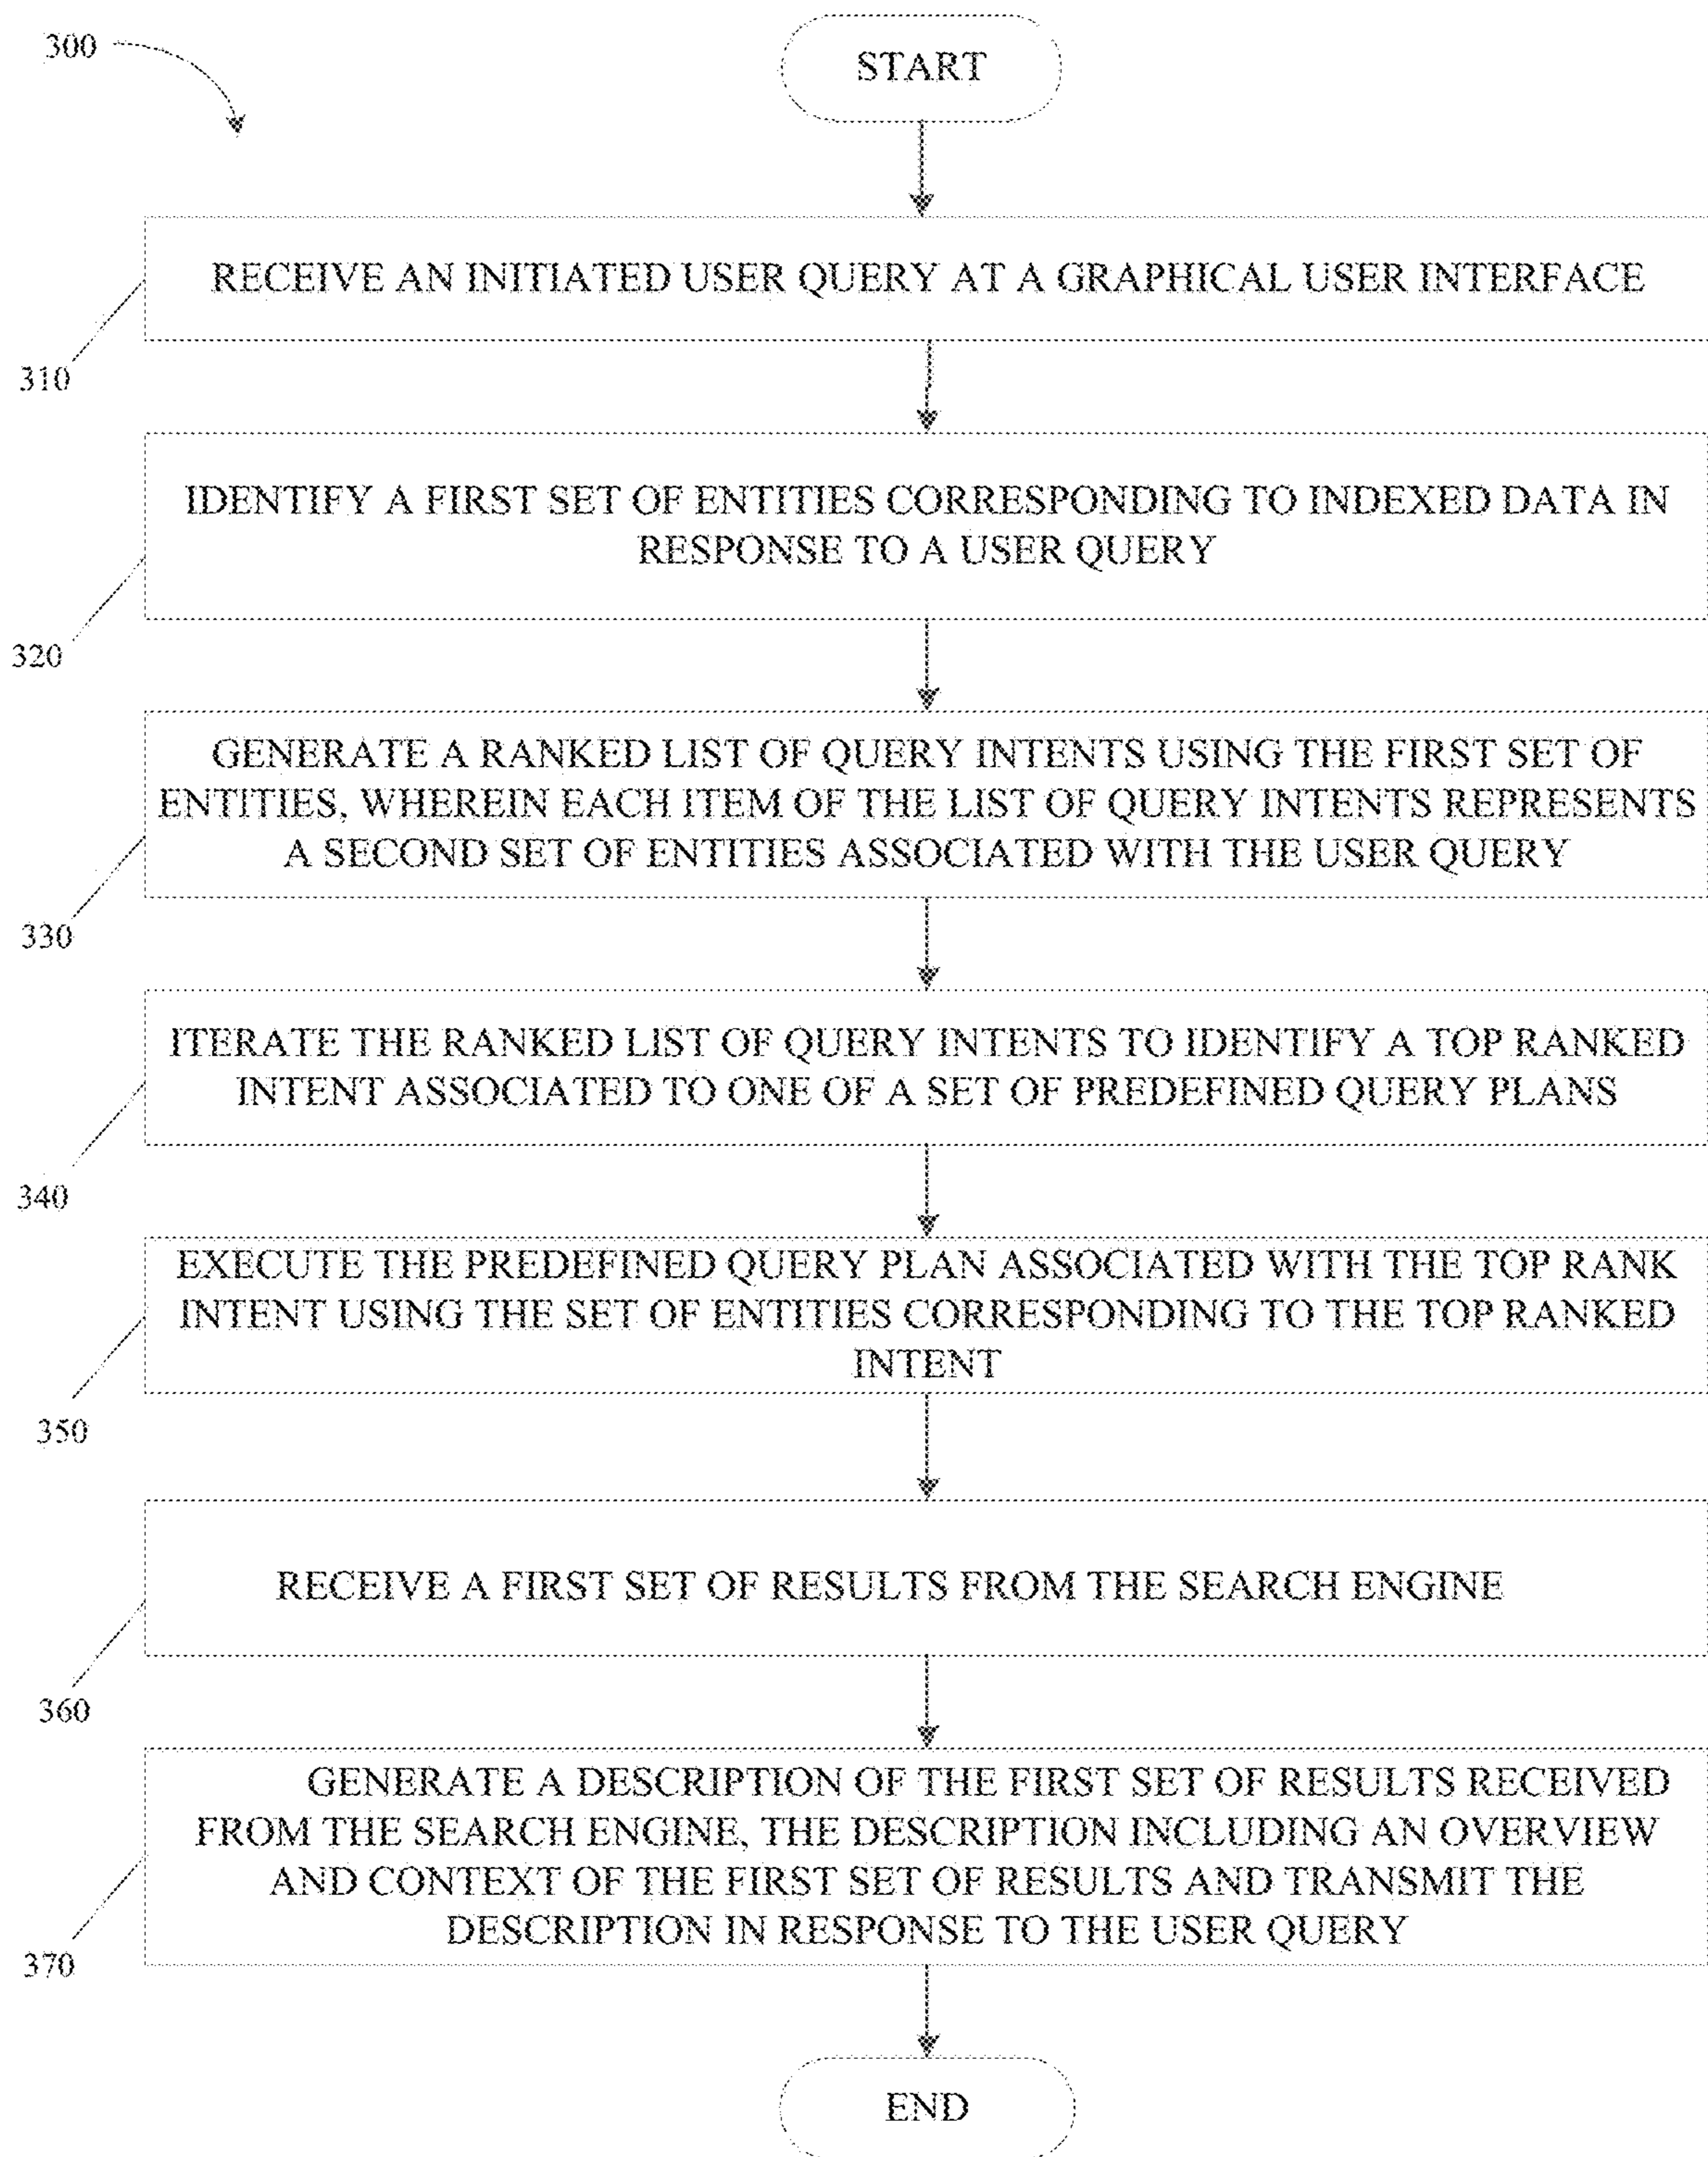 300
START
RECEIVE AN INITIATED USER QUERY AT A GRAPHICAL USER INTERFACE
310
IDENTIFY A FIRST SET OF ENTITIES CORRESPONDING TO INDEXED DATA IN
RESPONSE TO A USER QUERY
320
GENERATE A RANKED LIST OF QUERY INTENTS USING THE FIRST SET OF
ENTITIES, WHEREIN EACH ITEM OF THE LIST OF QUERY INTENTS REPRESENTS
A SECOND SET OF ENTITIES ASSOCIATED WITH THE USER QUERY
330
ITERATE THE RANKED LIST OF QUERY INTENTS TO IDENTIFY A TOP RANKED
INTENT ASSOCIATED TO ONE OF A SET OF PREDEFINED QUERY PLANS
340
EXECUTE THE PREDEFINED QUERY PLAN ASSOCIATED WITH THE TOP RANK
INTENT USING THE SET OF ENTITIES CORRESPONDING TO THE TOP RANKED
INTENT
350
RECEIVE A FIRST SET OF RESULTS FROM THE SEARCH ENGINE
360
GENERATE A DESCRIPTION OF THE FIRST SET OF RESULTS RECEIVED
FROM THE SEARCH ENGINE, THE DESCRIPTION INCLUDING AN OVERVIEW
AND CONTEXT OF THE FIRST SET OF RESULTS AND TRANSMIT THE
DESCRIPTION IN RESPONSE TO THE USER QUERY
370
END